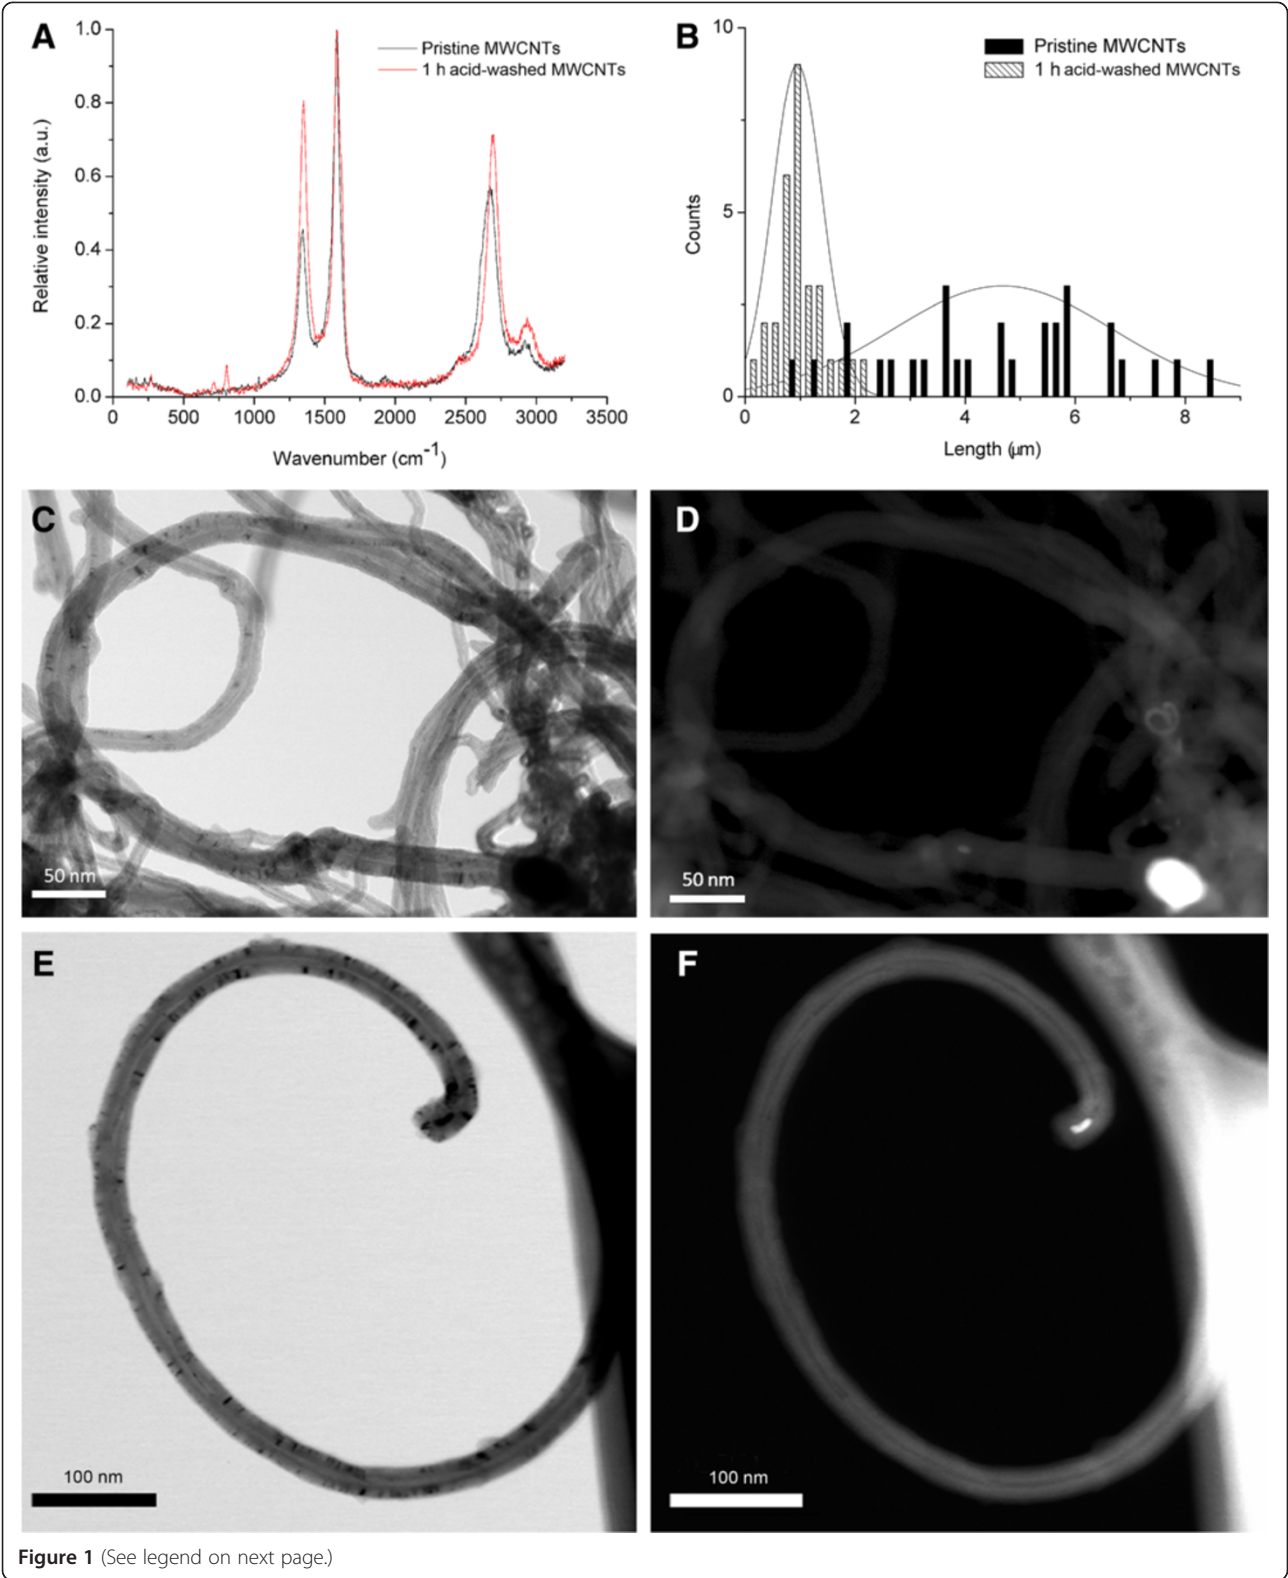 A
1.0
0.8
0.6
0.4
0.2
0.0
Relative intensity (a.u.)
Pristine MWCNTs
1 h acid-washed MWCNTs
0 500 1000 1500 2000 2500 3000 3500
Wavenumber (cm⁻¹)
B
10
5
0
Counts
Pristine MWCNTs
1 h acid-washed MWCNTs
0 2 4 6 8
Length (µm)
C
50 nm
D
50 nm
E
100 nm
F
100 nm
Figure 1 (See legend on next page.)